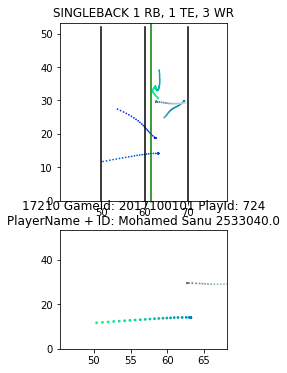 SINGLEBACK 1 RB, 1 TE, 3 WR
50
40
30
20
10
0
50 60 70
17210 GameId: 2017100101 PlayId: 724
PlayerName + ID: Mohamed Sanu 2533040.0
40
20
0
50 55 60 65